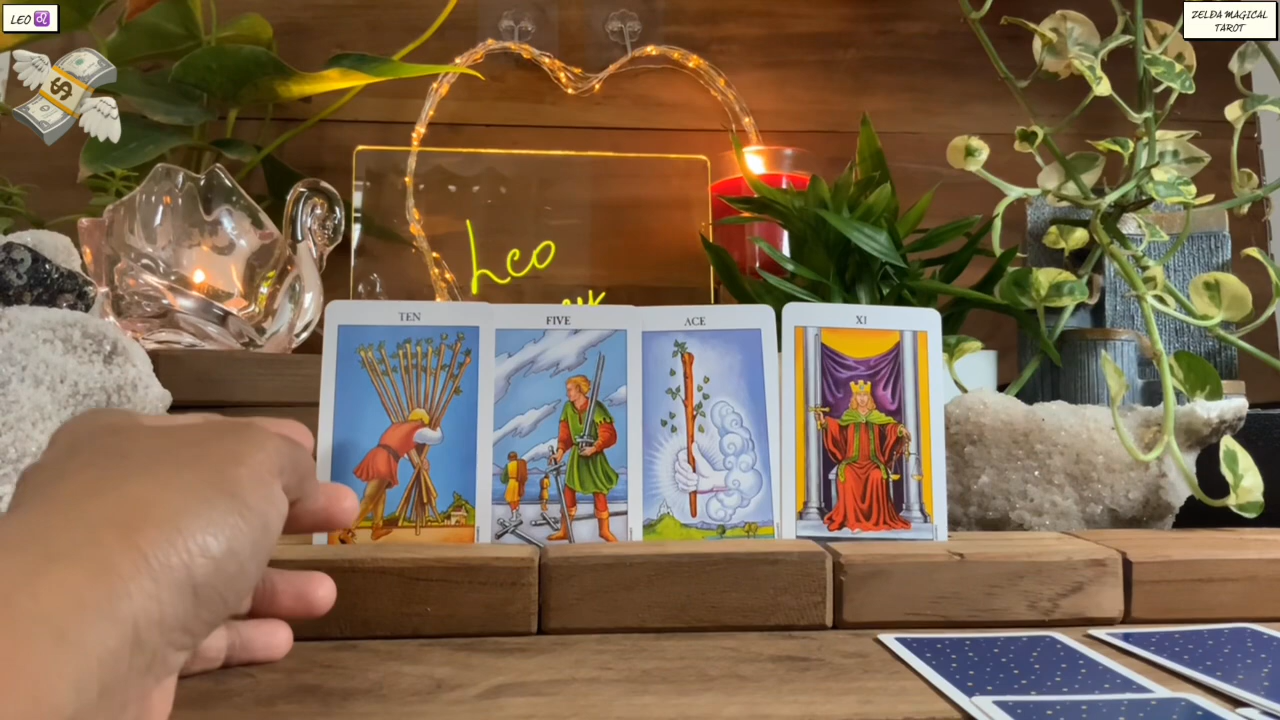 LEO ♌
ZELDA MAGICAL
TAROT
Leo
TEN
FIVE
ACE
XI